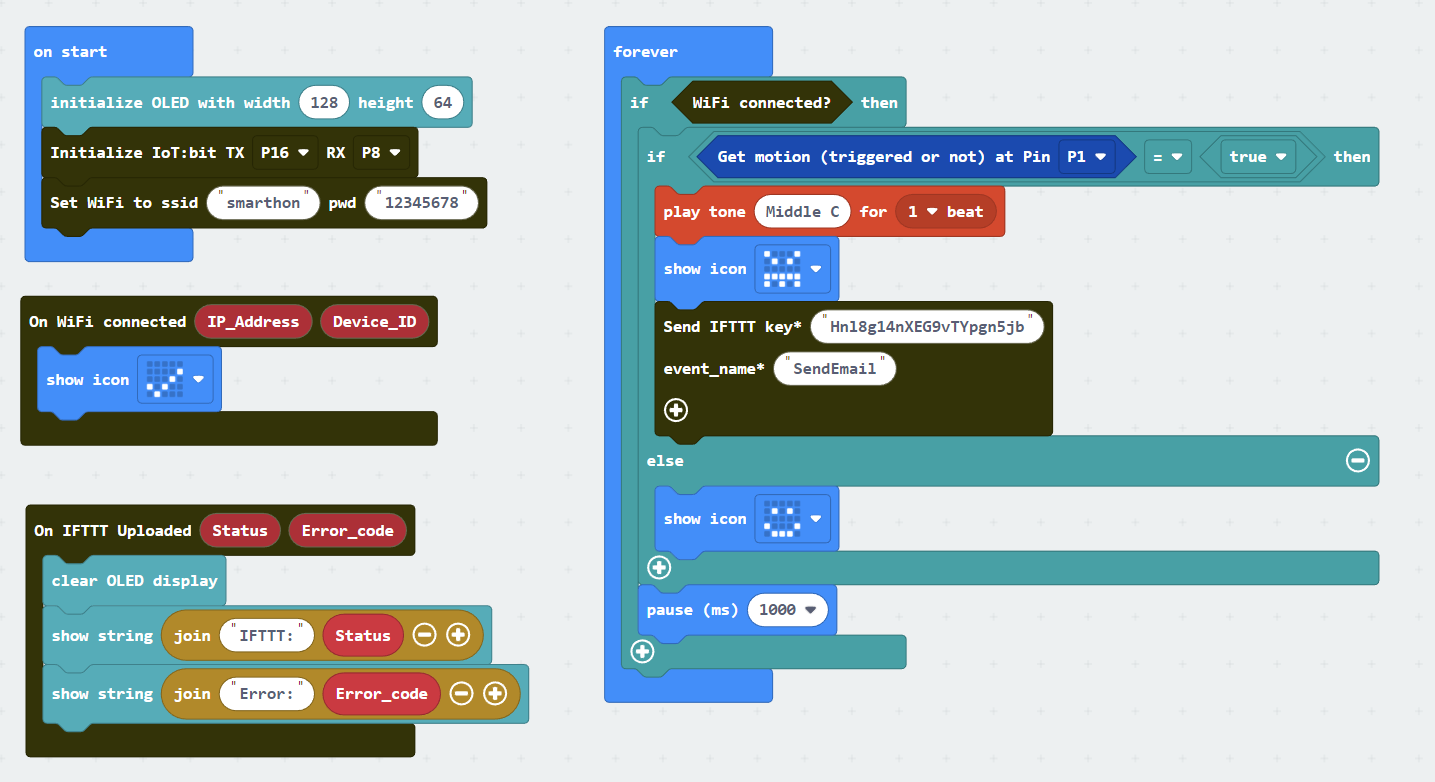 on start
initialize OLED with width 128 height 64
Initialize IoT:bit TX P16 RX P8
Set WiFi to ssid "smarthon" pwd "12345678"
On WiFi connected IP_Address Device_ID
show icon
On IFTTT Uploaded Status Error_code
clear OLED display
show string join "IFTTT:" Status
show string join "Error:" Error_code
forever
if WiFi connected? then
if Get motion (triggered or not) at Pin P1 = true then
play tone Middle C for 1 beat
show icon
Send IFTTT key* "Hnl8gl4nXEG9vTYpgn5jb"
event_name* "SendEmail"
else
show icon
pause (ms) 1000